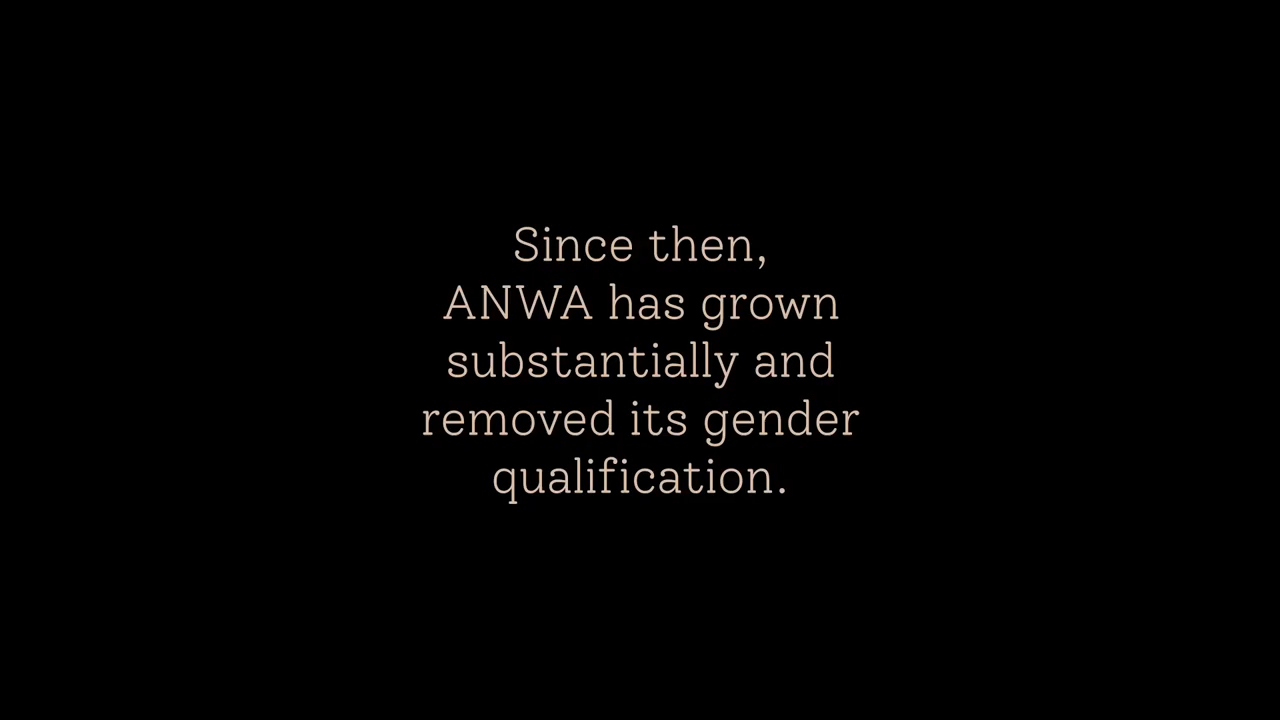 Since then,
ANWA has grown
substantially and
removed its gender
qualification.